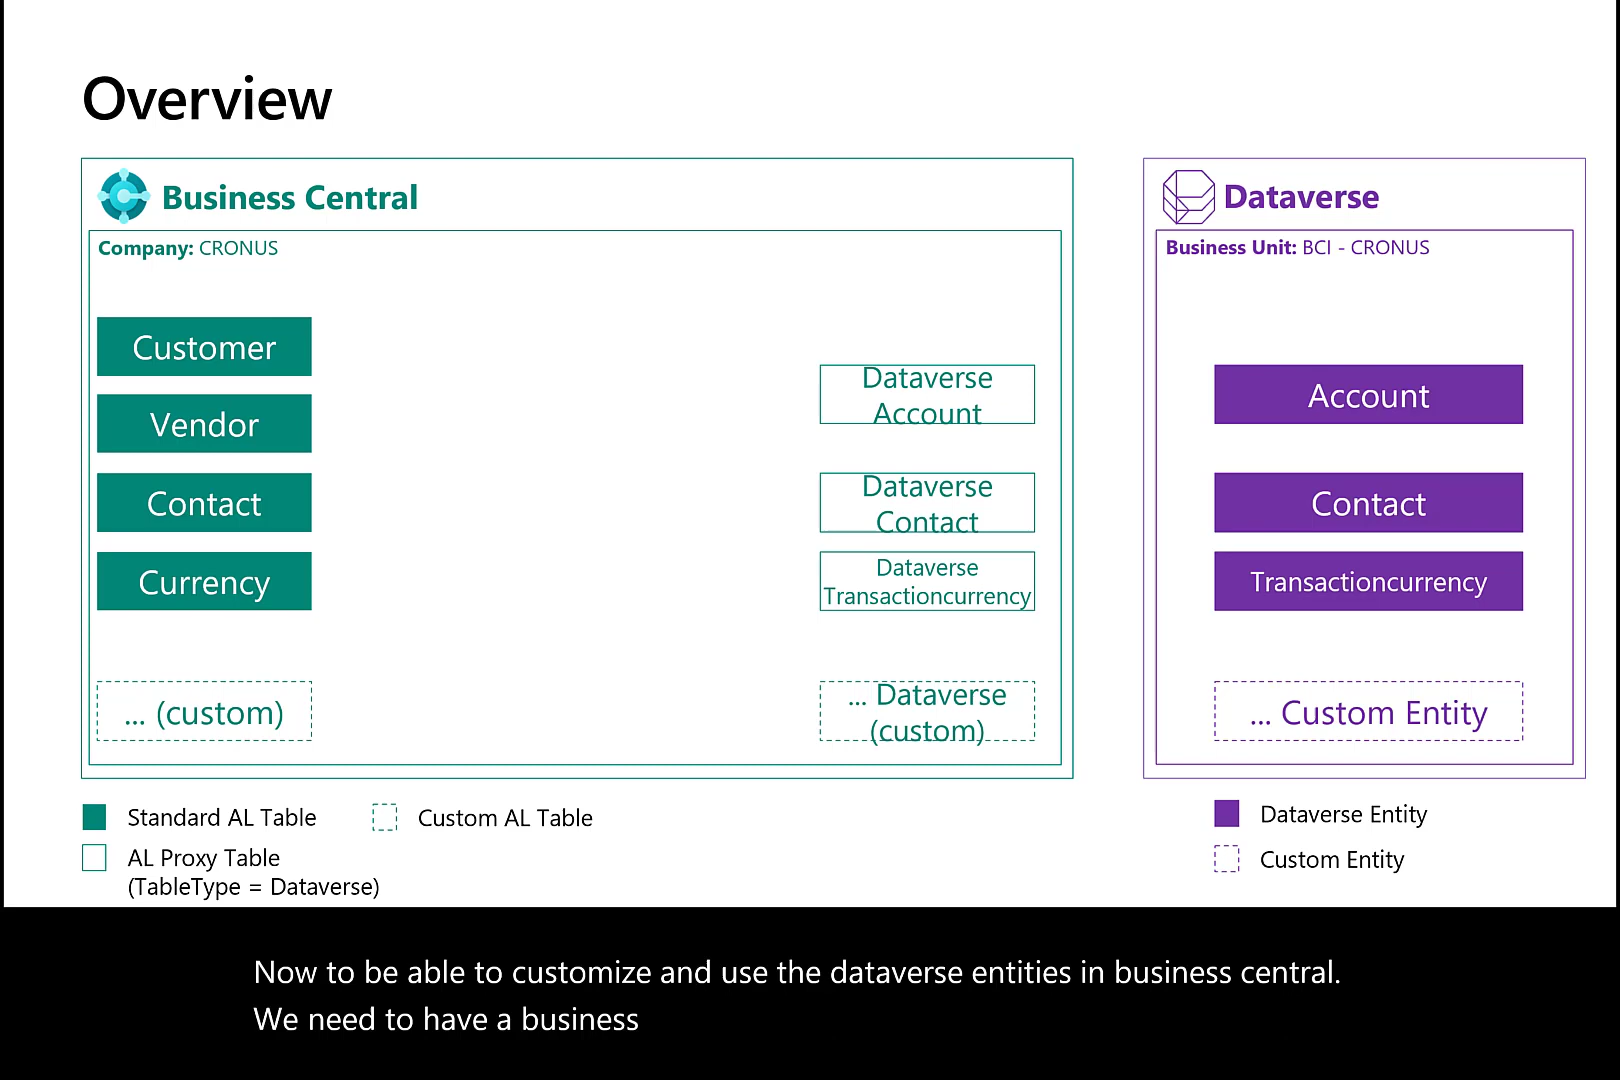 Overview
Business Central
Company: CRONUS
Customer
Vendor
Contact
Currency
... (custom)
Dataverse
Account
Dataverse
Contact
Dataverse
Transactioncurrency
... Dataverse
(custom)
Dataverse
Business Unit: BCI - CRONUS
Account
Contact
Transactioncurrency
... Custom Entity
Standard AL Table
Custom AL Table
AL Proxy Table
(TableType = Dataverse)
Dataverse Entity
Custom Entity
Now to be able to customize and use the dataverse entities in business central.
We need to have a business